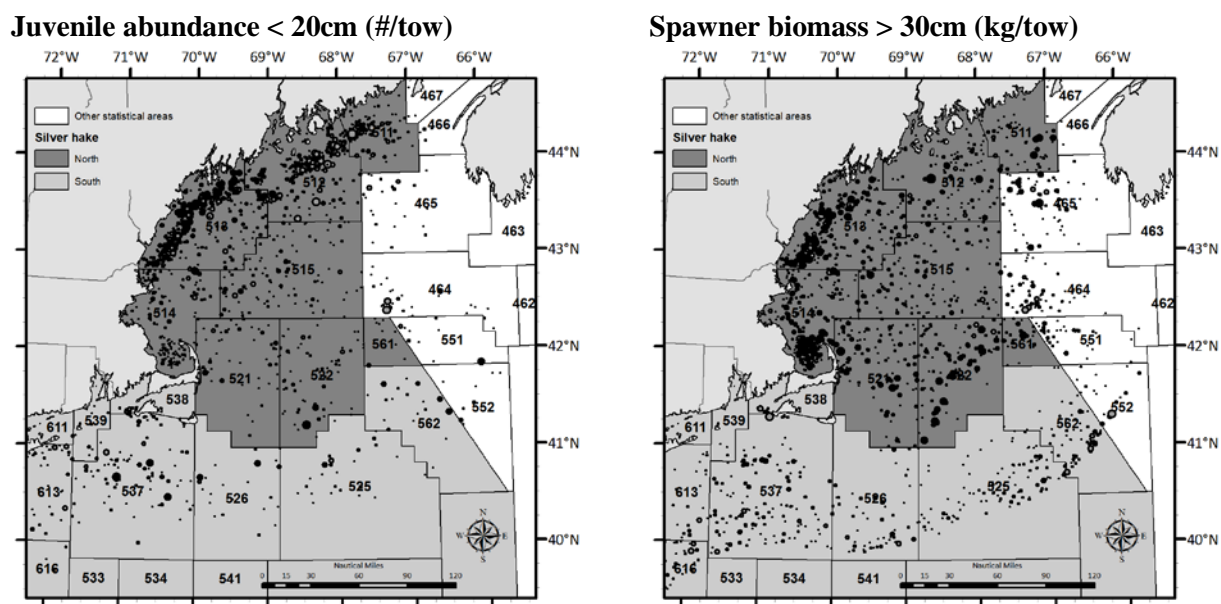 Juvenile abundance < 20cm (#/tow)
72°W 71°W 70°W 69°W 68°W 67°W 66°W
Other statistical areas
Silver hake
North
South
467
466
511
512
465
463
513
515
464
462
514
551
561
521
522
552
538
539
562
611
613
537
526
525
616
533
534
541
44°N
43°N
42°N
41°N
40°N
N
W E
S
Nautical Miles
0 15 30 60 90 120
Spawner biomass > 30cm (kg/tow)
72°W 71°W 70°W 69°W 68°W 67°W 66°W
Other statistical areas
Silver hake
North
South
467
466
511
512
465
463
513
515
464
462
514
551
561
521
522
552
538
539
562
611
613
537
526
525
616
533
534
541
44°N
43°N
42°N
41°N
40°N
N
W E
S
Nautical Miles
0 15 30 60 90 120